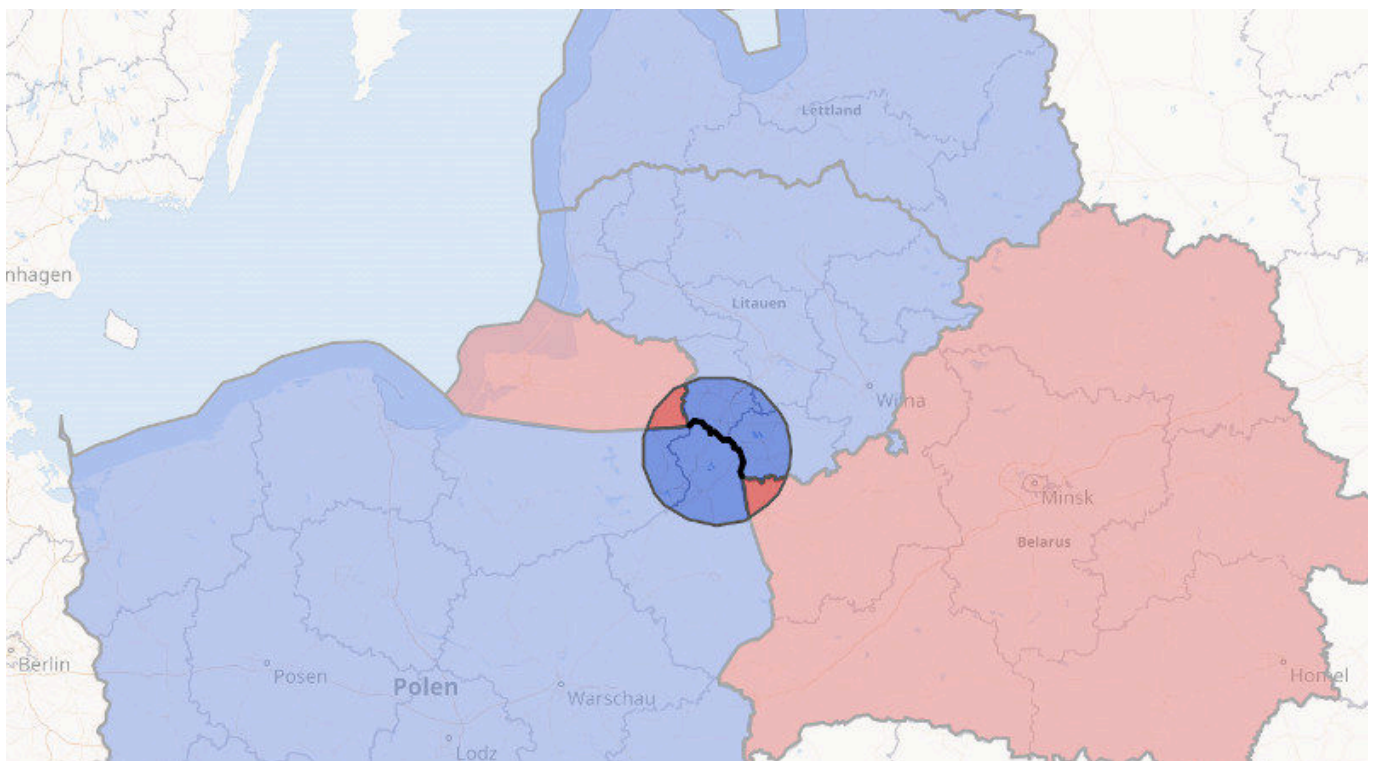 Lettland
nhagen
Litauen
Wilna
Minsk
Belarus
Berlin
Posen
Polen
Warschau
Homel
Lodz